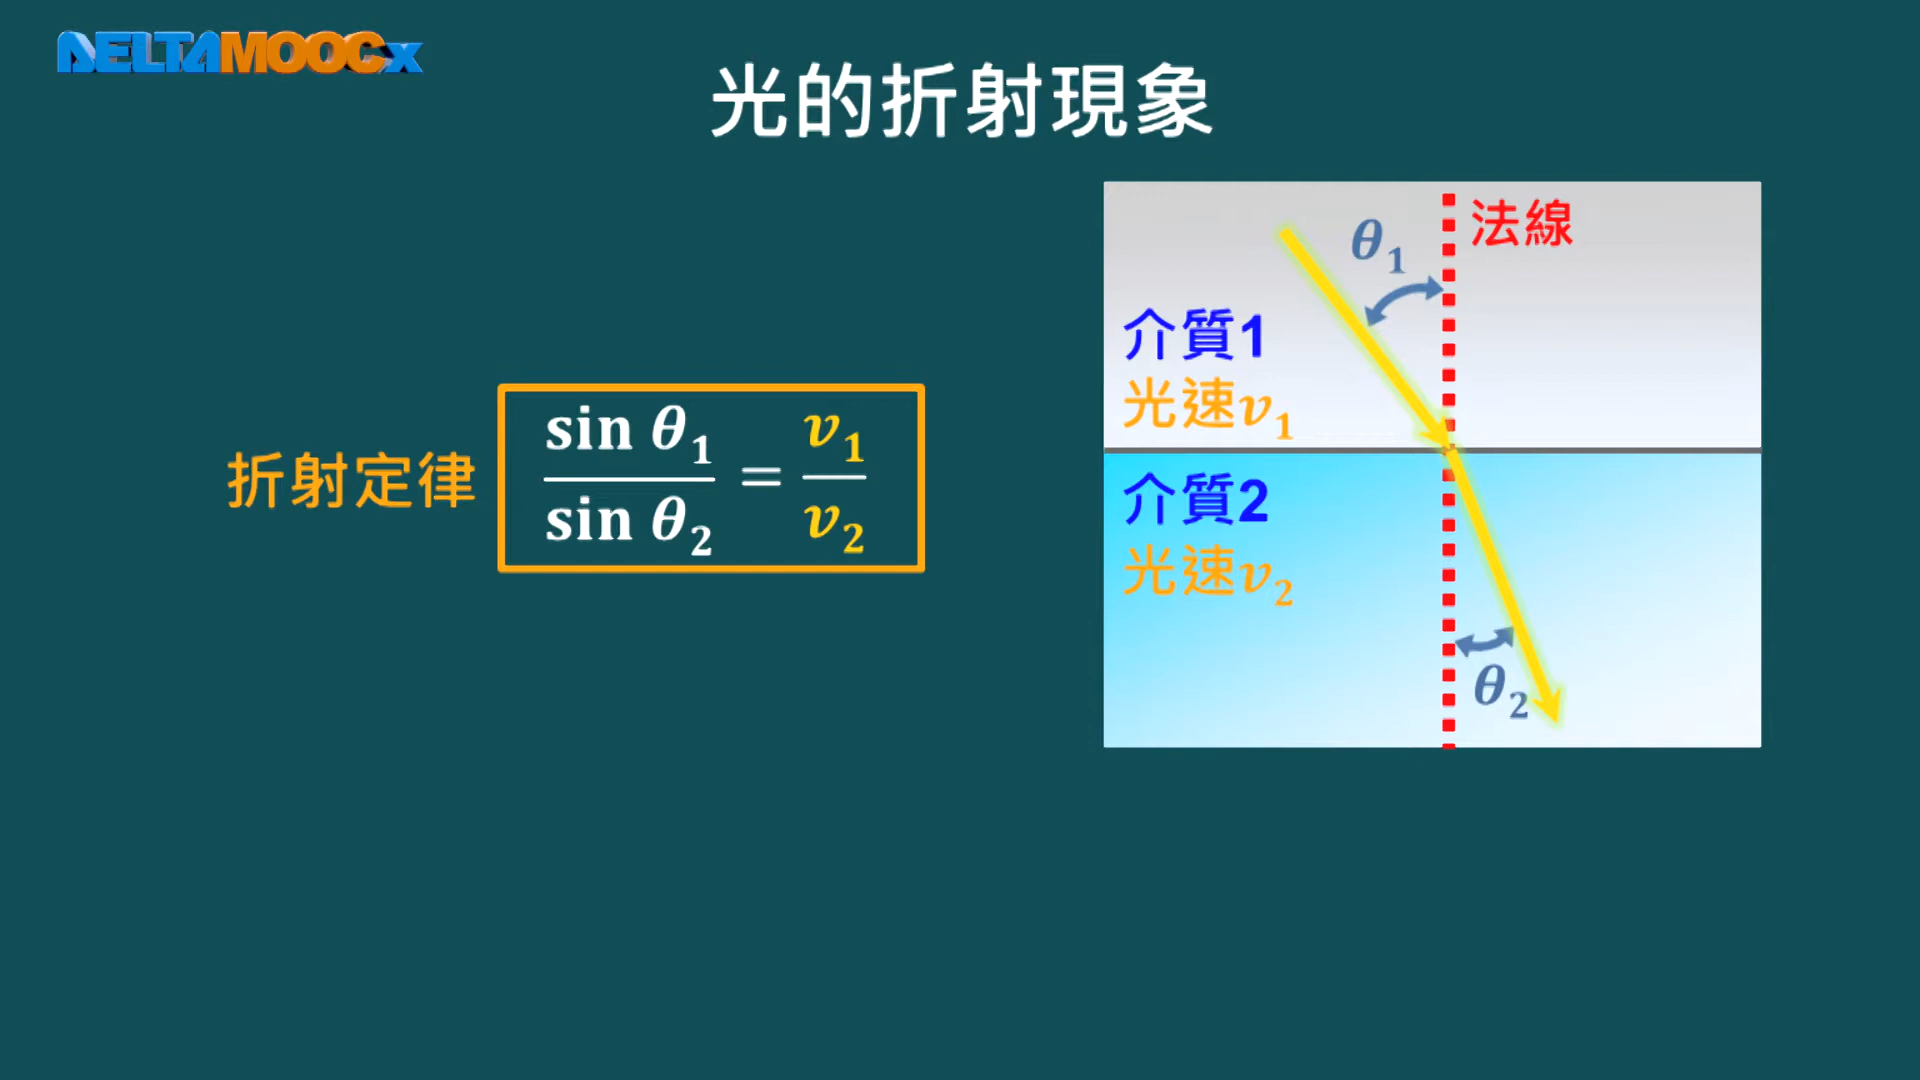 DELTAMOOCx
光的折射現象
折射定律
sin θ₁ / sin θ₂ = v₁ / v₂
法線
θ₁
介質1
光速v₁
介質2
光速v₂
θ₂